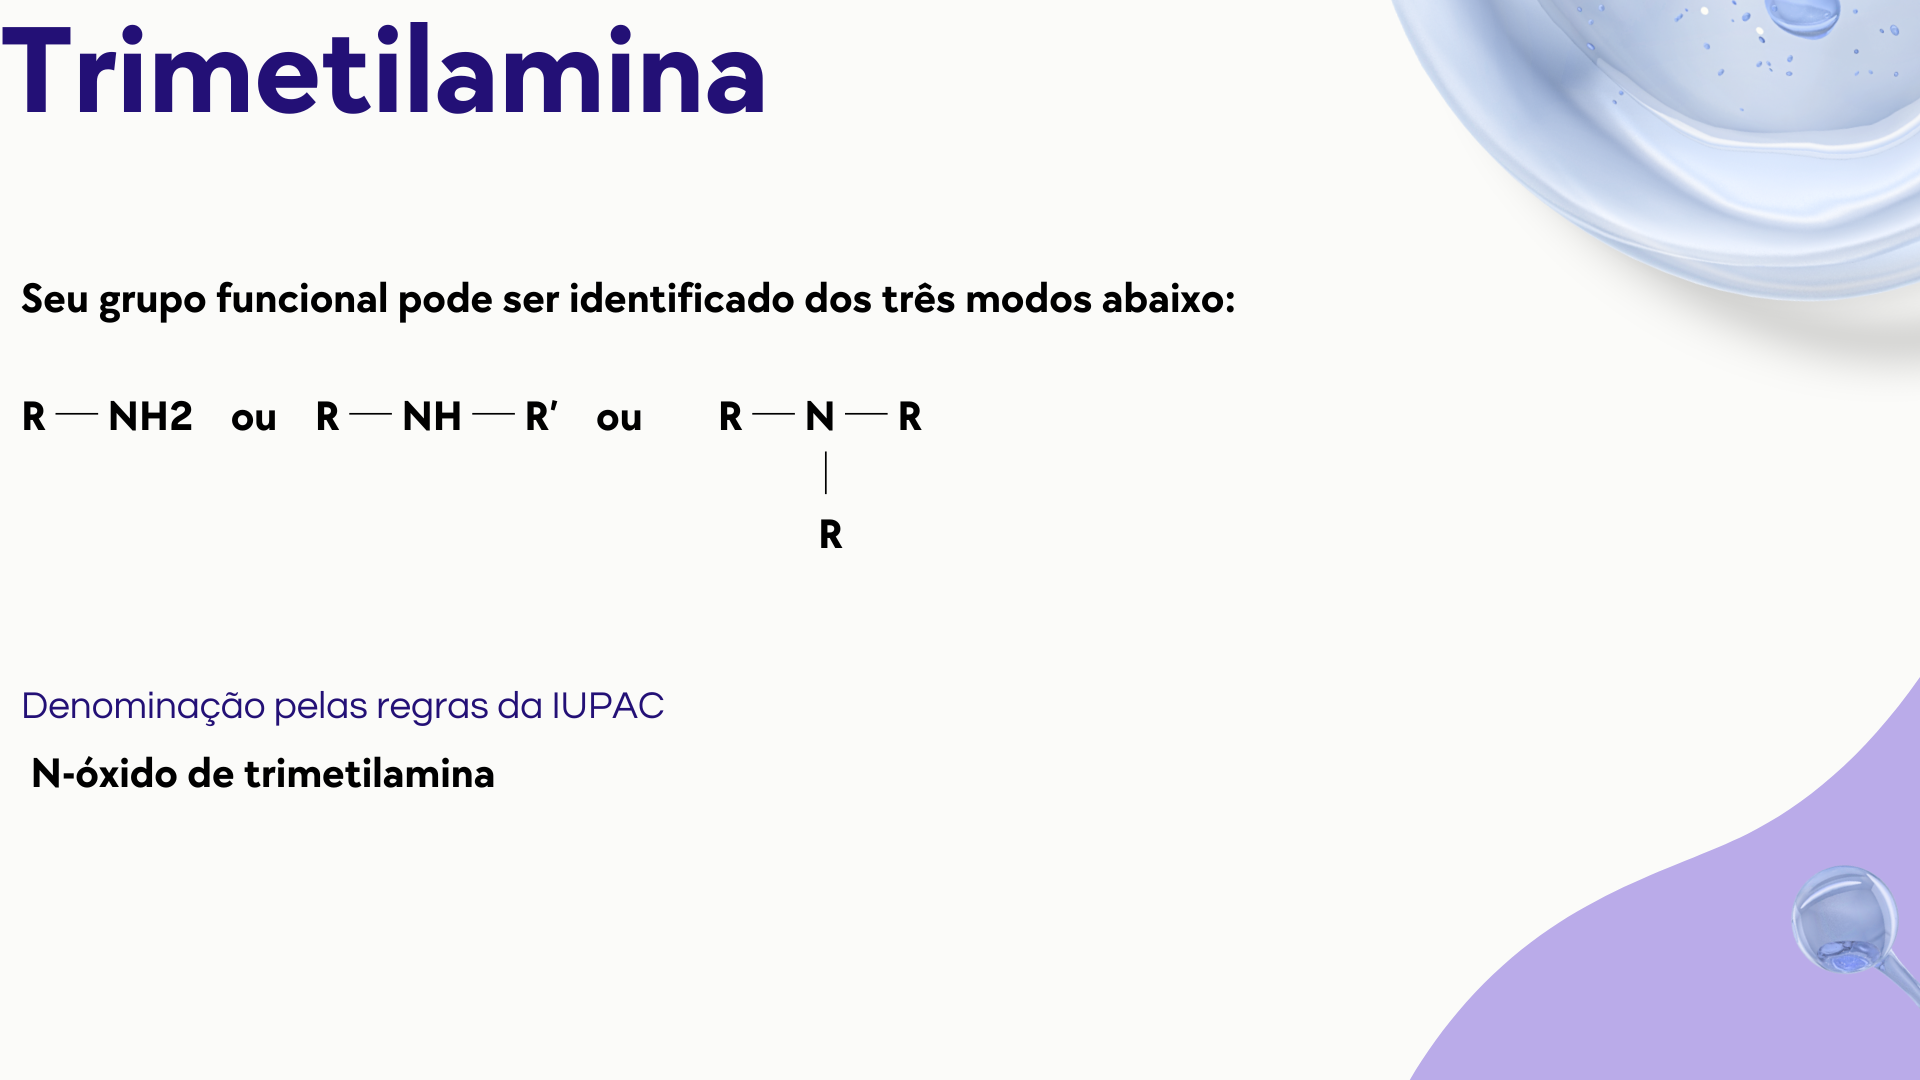 Trimetilamina
Seu grupo funcional pode ser identificado dos três modos abaixo:
R — NH2 ou R — NH — R' ou R — N — R
|
R
Denominação pelas regras da IUPAC
N-óxido de trimetilamina